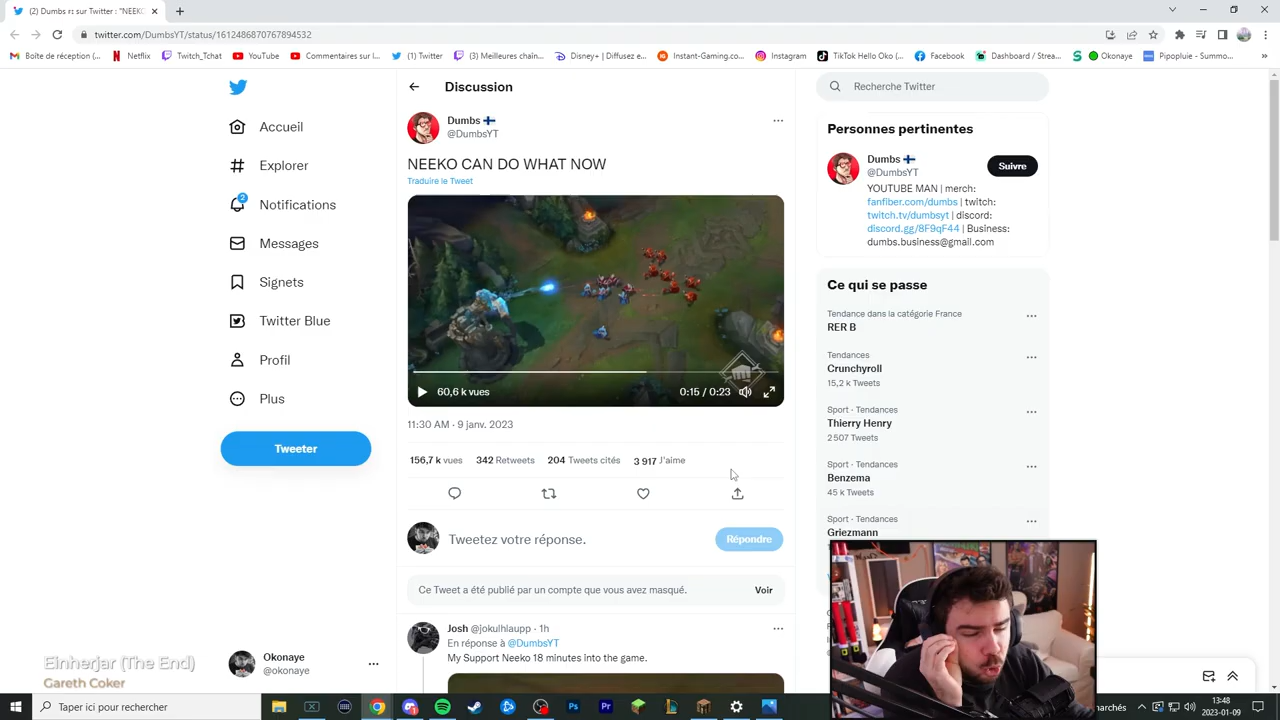 (2) Dumbs sur Twitter : "NEEKO
twitter.com/DumbsYT/status/1612486870767894532
Boîte de réception (...
Netflix
Twitch_Tchat
YouTube
Commentaires sur l...
(1) Twitter
(3) Meilleures chaîn...
Disney+ | Diffusez e...
Instant-Gaming.co...
Instagram
TikTok Hello Oko (...
Facebook
Dashboard / Strea...
Okonaye
Pipopluie - Summo...
»
Accueil
Explorer
2
Notifications
Messages
Signets
Twitter Blue
Profil
Plus
Tweeter
Okonaye
@okonaye
Discussion
Dumbs
@DumbsYT
NEEKO CAN DO WHAT NOW
Traduire le Tweet
60,6 k vues
0:15 / 0:23
11:30 AM · 9 janv. 2023
156,7 k vues 342 Retweets 204 Tweets cités 3 917 J'aime
Tweetez votre réponse.
Répondre
Ce Tweet a été publié par un compte que vous avez masqué.
Voir
Josh @jokulhlaupp · 1h
En réponse à @DumbsYT
My Support Neeko 18 minutes into the game.
Recherche Twitter
Personnes pertinentes
Dumbs
@DumbsYT
Suivre
YOUTUBE MAN | merch:
fanfiber.com/dumbs | twitch:
twitch.tv/dumbsyt | discord:
discord.gg/8F9qF44 | Business:
dumbs.business@gmail.com
Ce qui se passe
Tendance dans la catégorie France
RER B
Tendances
Crunchyroll
15,2 k Tweets
Sport · Tendances
Thierry Henry
2 507 Tweets
Sport · Tendances
Benzema
45 k Tweets
Sport · Tendances
Griezmann
Einherjar (The End)
Gareth Coker
Taper ici pour rechercher
marchés
13:48
2023-01-09